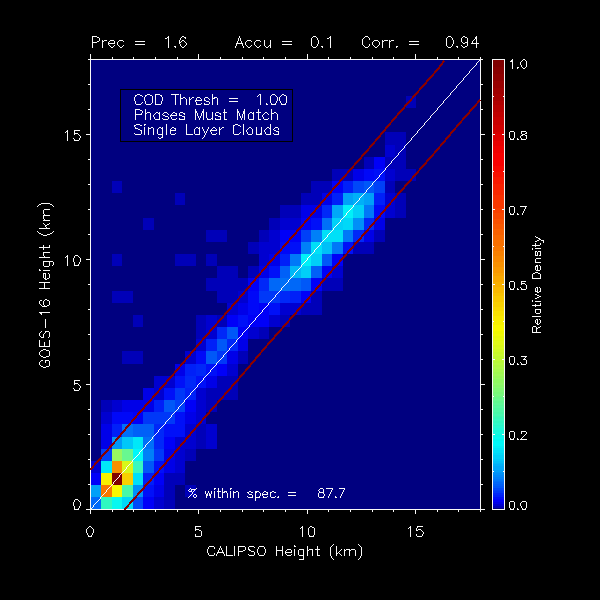 Prec = 1.6 Accu = 0.1 Corr. = 0.94
COD Thresh = 1.00
Phases Must Match
Single Layer Clouds
15
10
5
0
GOES-16 Height (km)
% within spec. = 87.7
0 5 10 15
CALIPSO Height (km)
1.0
0.8
0.7
0.5
0.3
0.2
0.0
Relative Density